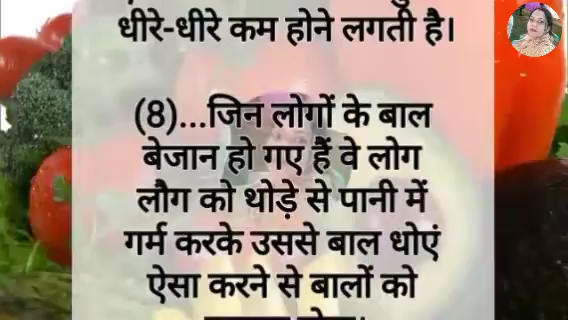 धीरे-धीरे कम होने लगती है।
(8)...जिन लोगों के बाल
बेजान हो गए हैं वे लोग
लौग को थोड़े से पानी में
गर्म करके उससे बाल धोएं
ऐसा करने से बालों को